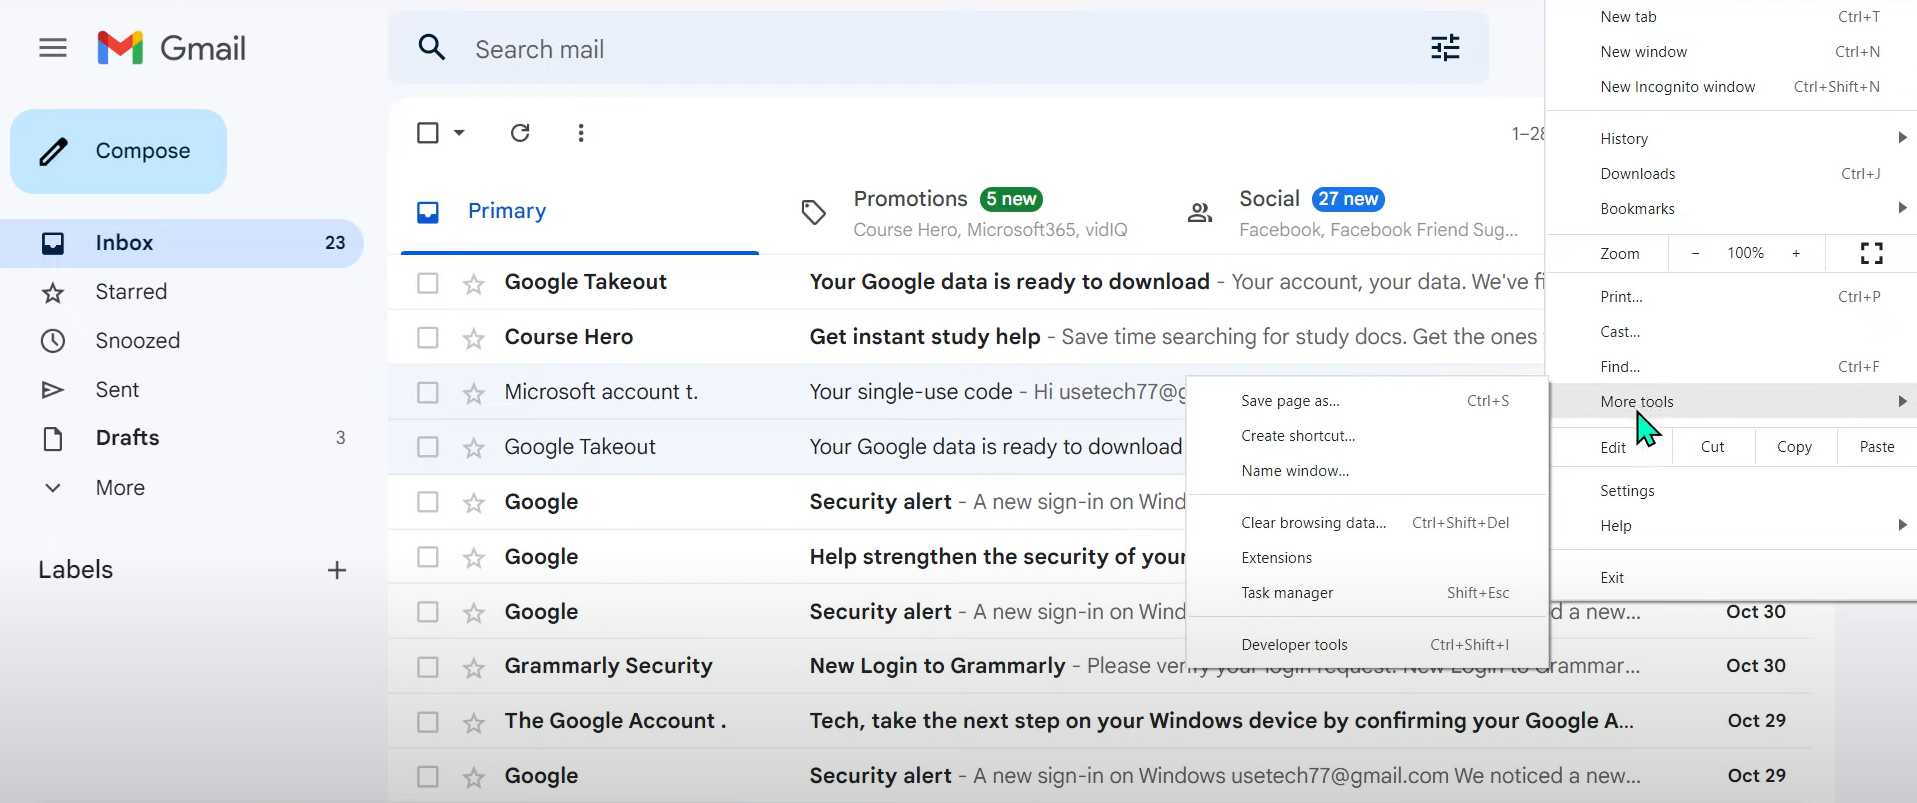 Gmail
Search mail
Compose
Inbox 23
Starred
Snoozed
Sent
Drafts 3
More
Labels
1–28
Primary
Promotions 5 new
Course Hero, Microsoft365, vidIQ
Social 27 new
Facebook, Facebook Friend Sug...
Google Takeout Your Google data is ready to download - Your account, your data. We've fi
Course Hero Get instant study help - Save time searching for study docs. Get the ones
Microsoft account t. Your single-use code - Hi usetech77@g
Google Takeout Your Google data is ready to download
Google Security alert - A new sign-in on Wind
Google Help strengthen the security of your
Google Security alert - A new sign-in on Wind d a new... Oct 30
Grammarly Security New Login to Grammarly - Please verify your login request. New Login to Grammar... Oct 30
The Google Account . Tech, take the next step on your Windows device by confirming your Google A... Oct 29
Google Security alert - A new sign-in on Windows usetech77@gmail.com We noticed a new... Oct 29
New tab Ctrl+T
New window Ctrl+N
New Incognito window Ctrl+Shift+N
History
Downloads Ctrl+J
Bookmarks
Zoom - 100% +
Print... Ctrl+P
Cast...
Find... Ctrl+F
More tools
Edit Cut Copy Paste
Settings
Help
Exit
Save page as... Ctrl+S
Create shortcut...
Name window...
Clear browsing data... Ctrl+Shift+Del
Extensions
Task manager Shift+Esc
Developer tools Ctrl+Shift+I